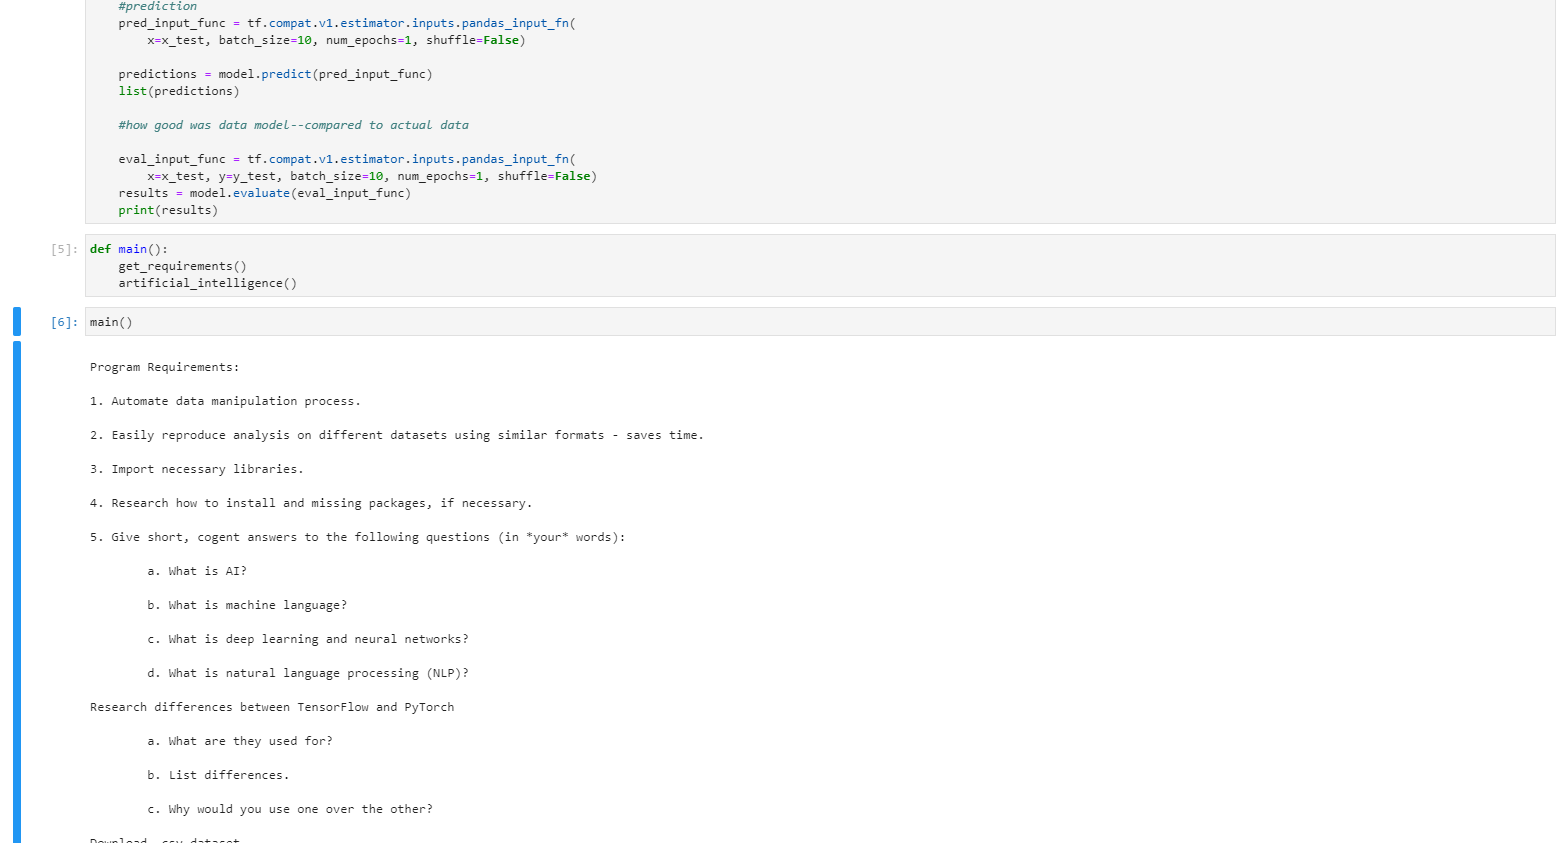 #prediction
pred_input_func = tf.compat.v1.estimator.inputs.pandas_input_fn(
x=x_test, batch_size=10, num_epochs=1, shuffle=False)
predictions = model.predict(pred_input_func)
list(predictions)
#how good was data model--compared to actual data
eval_input_func = tf.compat.v1.estimator.inputs.pandas_input_fn(
x=x_test, y=y_test, batch_size=10, num_epochs=1, shuffle=False)
results = model.evaluate(eval_input_func)
print(results)
[5]: def main():
get_requirements()
artificial_intelligence()
[6]: main()
Program Requirements:
1. Automate data manipulation process.
2. Easily reproduce analysis on different datasets using similar formats - saves time.
3. Import necessary libraries.
4. Research how to install and missing packages, if necessary.
5. Give short, cogent answers to the following questions (in *your* words):
a. What is AI?
b. What is machine language?
c. What is deep learning and neural networks?
d. What is natural language processing (NLP)?
Research differences between TensorFlow and PyTorch
a. What are they used for?
b. List differences.
c. Why would you use one over the other?
Download .csv dataset